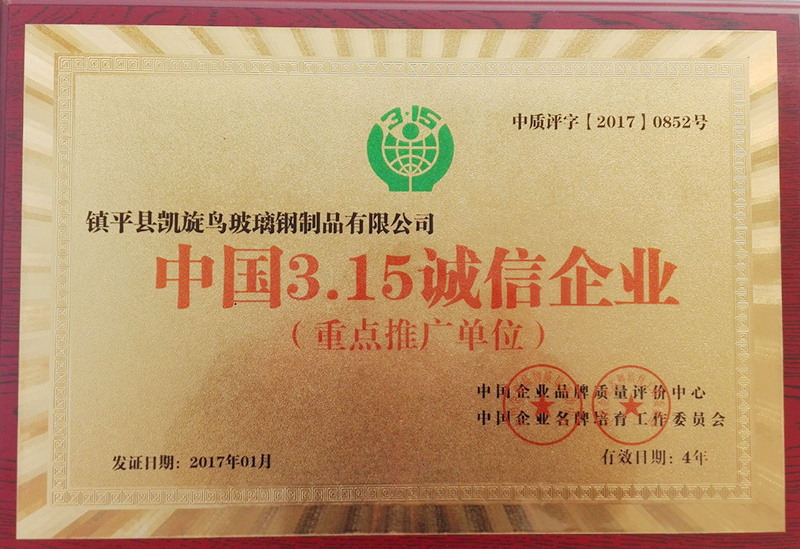 3·15
中质评字【2017】0852号
镇平县凯旋鸟玻璃钢制品有限公司
中国3.15诚信企业
（重点推广单位）
中国企业品牌质量评价中心
中国企业名牌培育工作委员会
发证日期：2017年01月
有效日期：4年